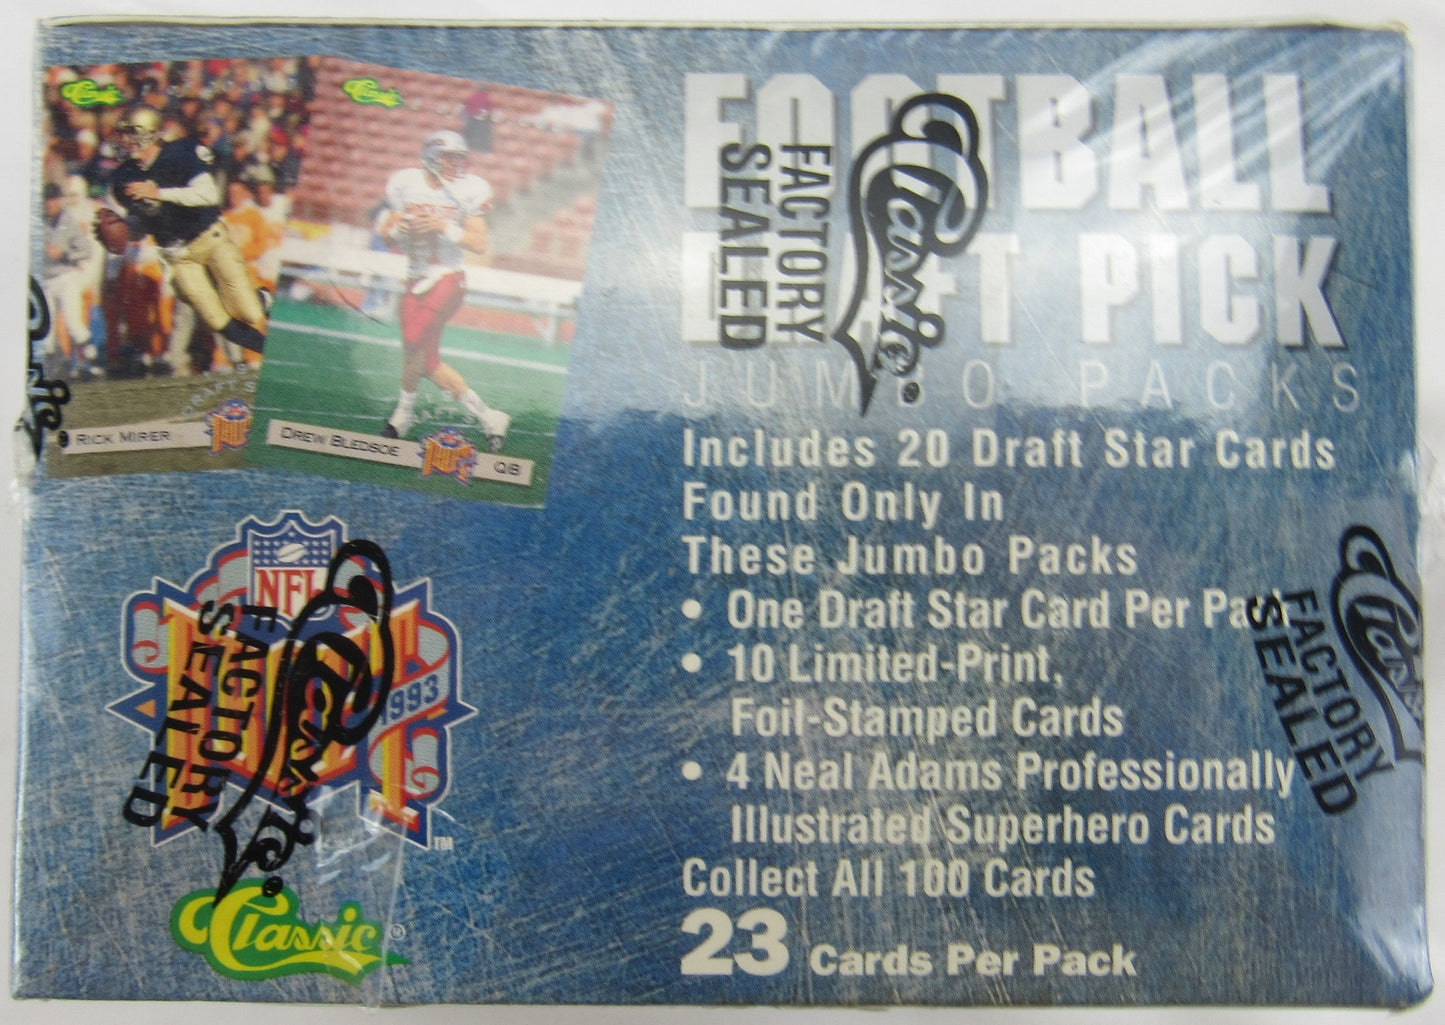 Classic
Classic
RICK MIRER
DREW BLEDSOE QB
FOOTBALL
DRAFT PICK
JUMBO PACKS
Includes 20 Draft Star Cards
Found Only In
These Jumbo Packs
• One Draft Star Card Per Pack
• 10 Limited-Print,
Foil-Stamped Cards
• 4 Neal Adams Professionally
Illustrated Superhero Cards
Collect All 100 Cards
23 Cards Per Pack
FACTORY
SEALED
Classic
NFL
1993
TM
FACTORY
SEALED
Classic
FACTORY
SEALED
Classic
Classic®